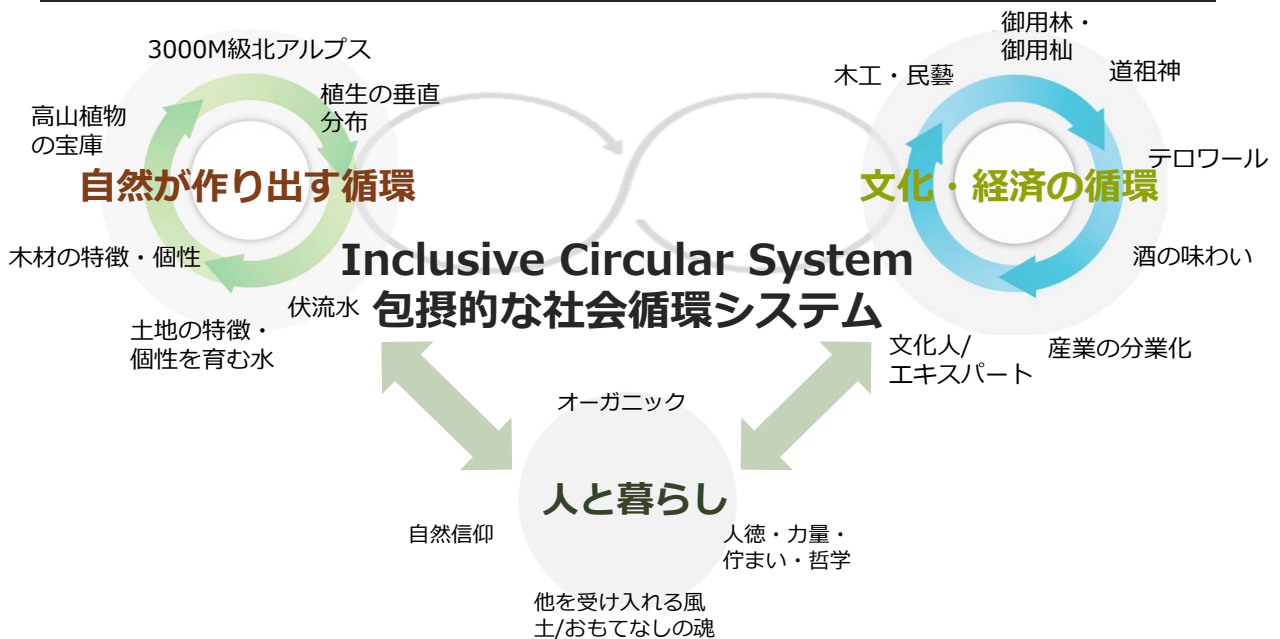 3000M級北アルプス
植生の垂直
分布
高山植物
の宝庫
自然が作り出す循環
木材の特徴・個性
伏流水
土地の特徴・
個性を育む水
御用林・
御用杣
木工・民藝
道祖神
テロワール
文化・経済の循環
酒の味わい
産業の分業化
文化人/
エキスパート
Inclusive Circular System
包摂的な社会循環システム
オーガニック
人と暮らし
自然信仰
人徳・力量・
佇まい・哲学
他を受け入れる風
土/おもてなしの魂